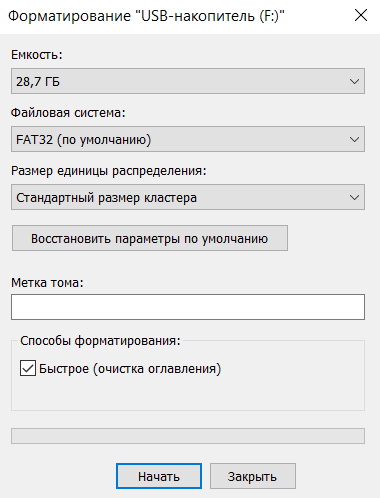 Форматирование "USB-накопитель (F:)"
Емкость:
28,7 ГБ
Файловая система:
FAT32 (по умолчанию)
Размер единицы распределения:
Стандартный размер кластера
Восстановить параметры по умолчанию
Метка тома:
Способы форматирования:
Быстрое (очистка оглавления)
Начать
Закрыть